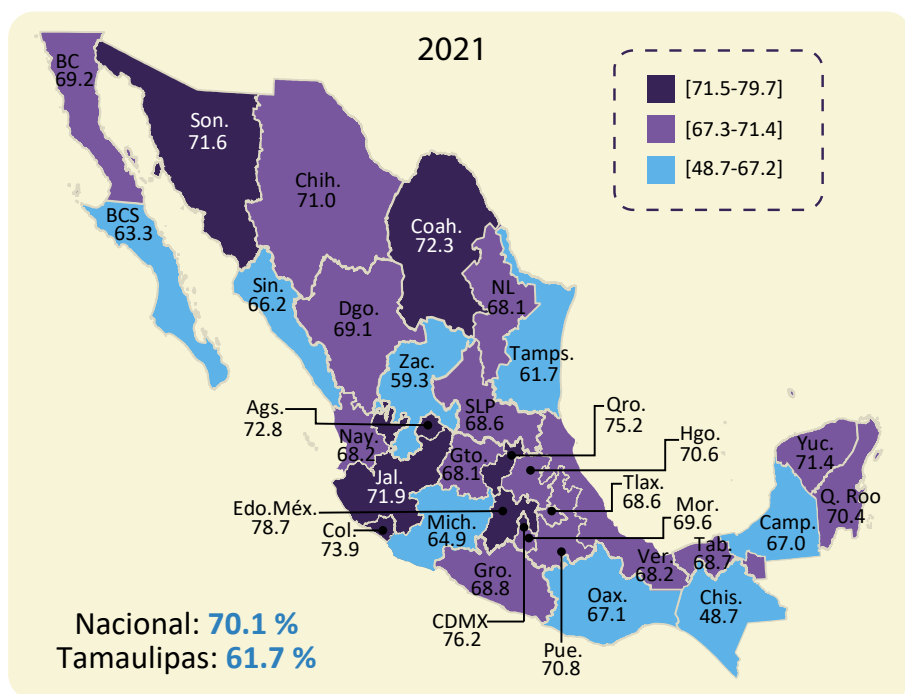 2021
[71.5-79.7]
[67.3-71.4]
[48.7-67.2]
BC
69.2
Son.
71.6
Chih.
71.0
BCS
63.3
Coah.
72.3
Sin.
66.2
Dgo.
69.1
NL
68.1
Zac.
59.3
Tamps.
61.7
Ags.
72.8
SLP
68.6
Qro.
75.2
Nay.
68.2
Gto.
68.1
Hgo.
70.6
Yuc.
71.4
Jal.
71.9
Tlax.
68.6
Q. Roo
70.4
Edo.Méx.
78.7
Mor.
69.6
Col.
73.9
Mich.
64.9
Camp.
67.0
Ver.
68.2
Tab.
68.7
Gro.
68.8
Oax.
67.1
Chis.
48.7
CDMX
76.2
Pue.
70.8
Nacional: 70.1 %
Tamaulipas: 61.7 %